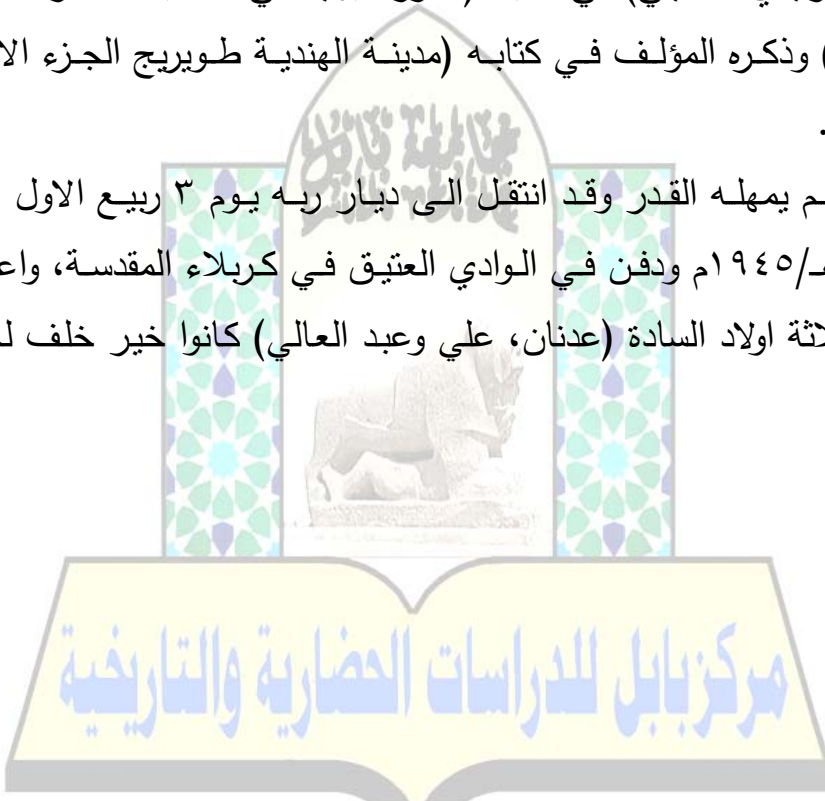 ) وذكره المؤلف في كتابه (مدينة الهندية طويريج الجزء الا
.
م يمهله القدر وقد انتقل الى ديار ربه يوم ٣ ربيع الاول
هـ/١٩٤٥م ودفن في الوادي العتيق في كربلاء المقدسة، واع
لاثة اولاد السادة (عدنان، علي وعبد العالي) كانوا خير خلف ل
مركز بابل للدراسات الحضارية والتاريخية